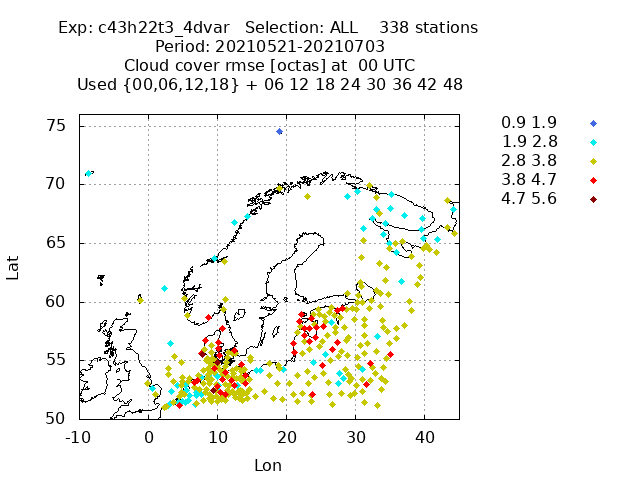 Exp: c43h22t3_4dvar   Selection: ALL    338 stations
Period: 20210521-20210703
Cloud cover rmse [octas] at  00 UTC
Used {00,06,12,18} + 06 12 18 24 30 36 42 48
0.9 1.9
1.9 2.8
2.8 3.8
3.8 4.7
4.7 5.6
75
70
65
60
55
50
Lat
-10 0 10 20 30 40
Lon